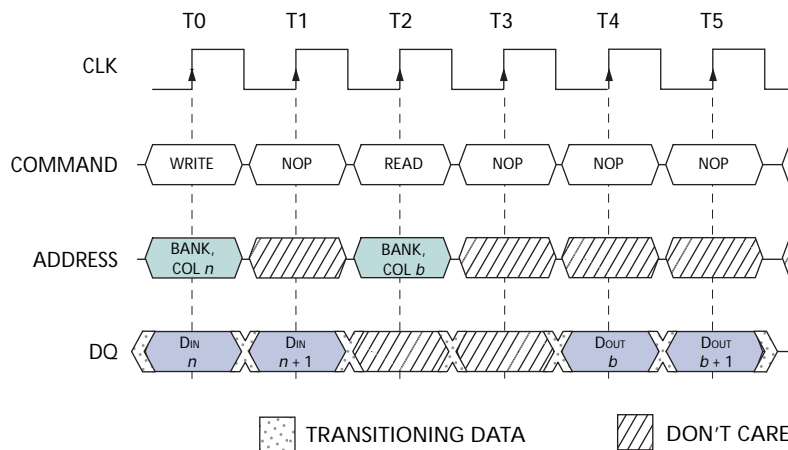 T0 T1 T2 T3 T4 T5
CLK
COMMAND WRITE NOP READ NOP NOP NOP
ADDRESS
BANK,
COL n
BANK,
COL b
DQ
DIN
n
DIN
n + 1
DOUT
b
DOUT
b + 1
TRANSITIONING DATA DON'T CARE